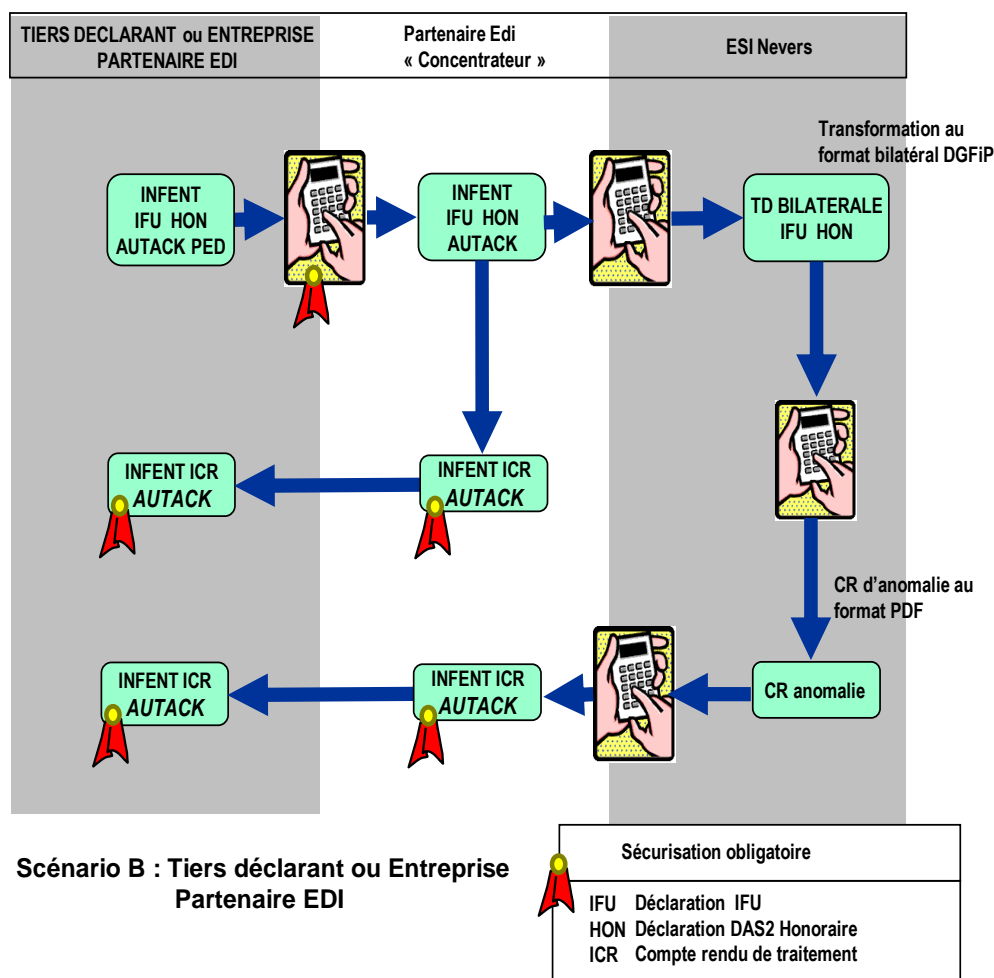 TIERS DECLARANT ou ENTREPRISE
PARTENAIRE EDI
Partenaire Edi
« Concentrateur »
ESI Nevers
Transformation au
format bilatéral DGFiP
INFENT
IFU HON
AUTACK PED
INFENT
IFU HON
AUTACK
TD BILATERALE
IFU HON
INFENT ICR
AUTACK
INFENT ICR
AUTACK
CR d'anomalie au
format PDF
INFENT ICR
AUTACK
INFENT ICR
AUTACK
CR anomalie
Scénario B : Tiers déclarant ou Entreprise
Partenaire EDI
Sécurisation obligatoire
IFU Déclaration IFU
HON Déclaration DAS2 Honoraire
ICR Compte rendu de traitement